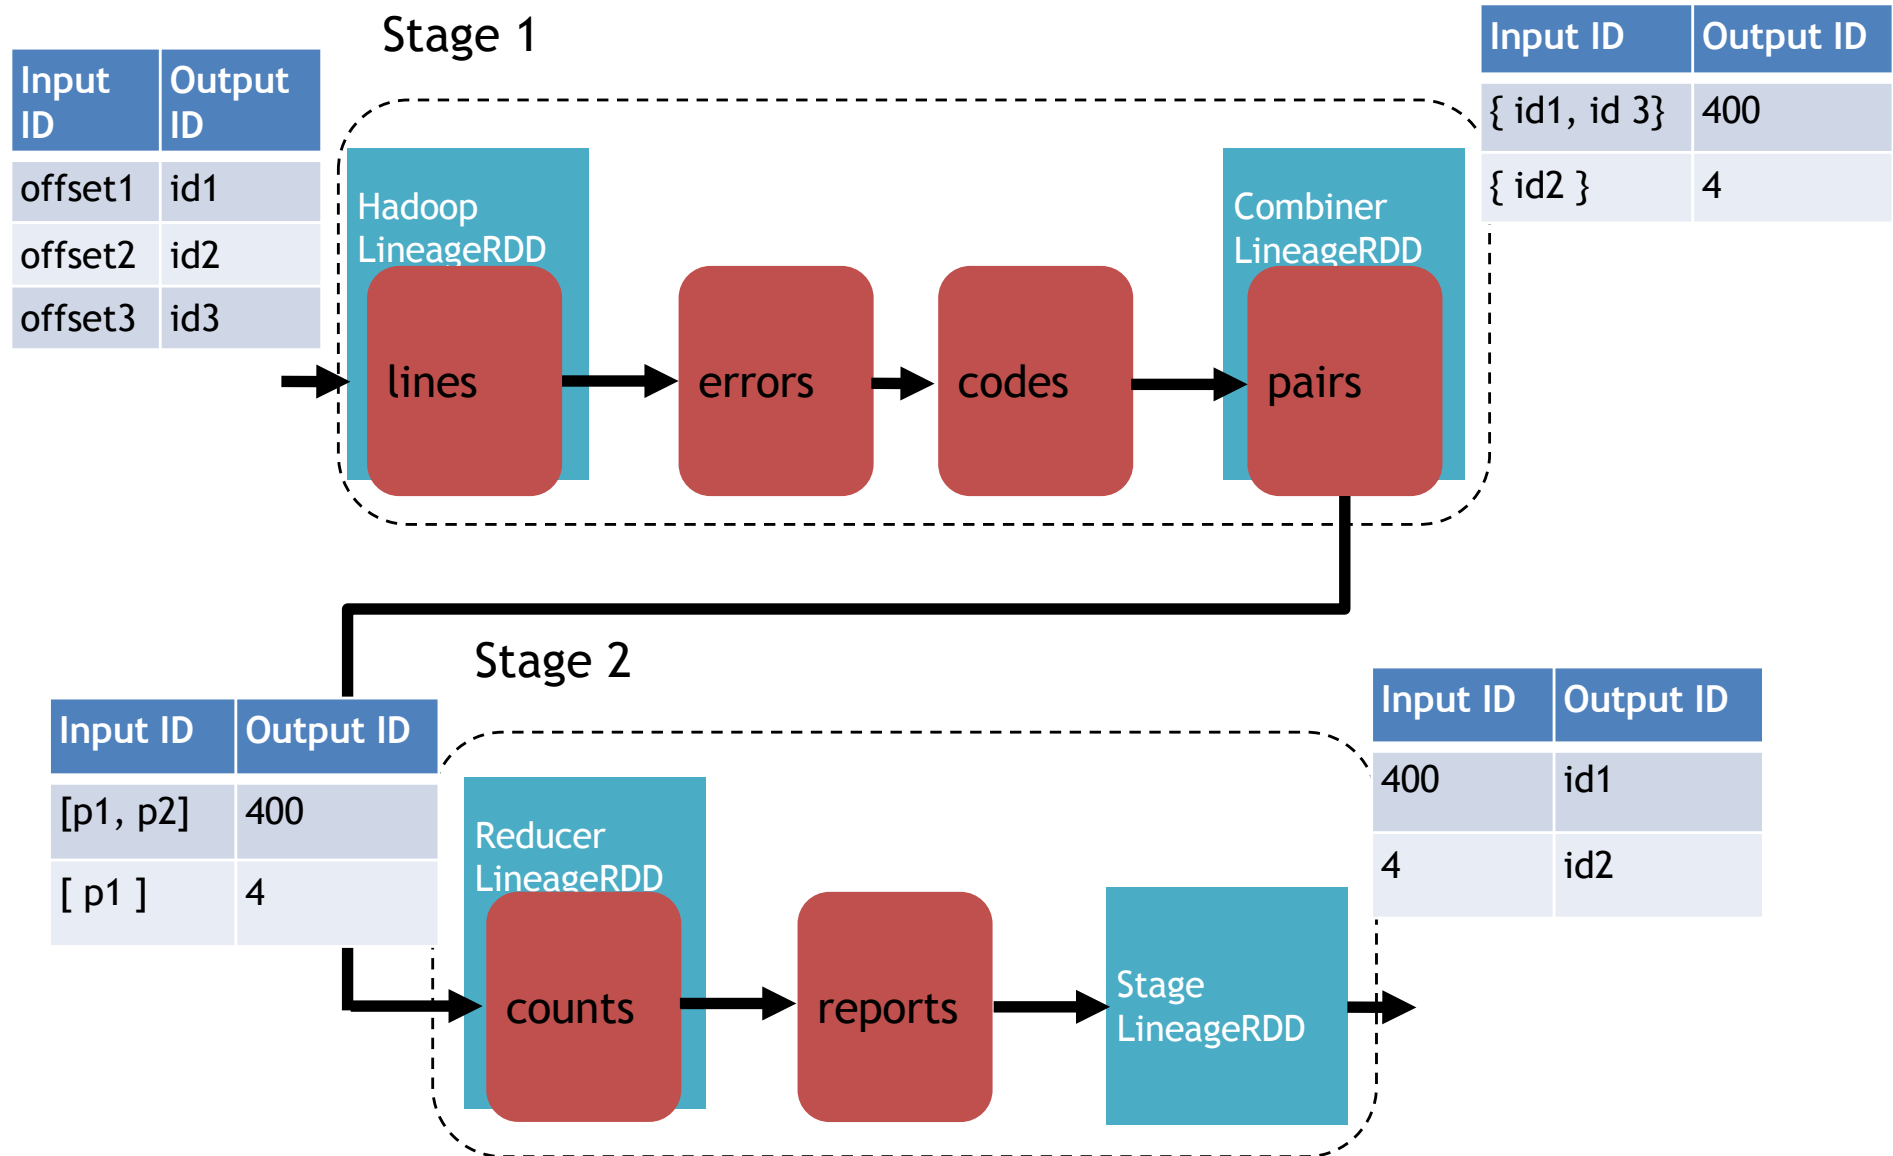 Stage 1
Input ID Output ID
offset1 id1
offset2 id2
offset3 id3
Hadoop
LineageRDD
lines
errors
codes
Combiner
LineageRDD
pairs
Input ID Output ID
{ id1, id 3} 400
{ id2 } 4
Stage 2
Input ID Output ID
[p1, p2] 400
[ p1 ] 4
Reducer
LineageRDD
counts
reports
Stage
LineageRDD
Input ID Output ID
400 id1
4 id2